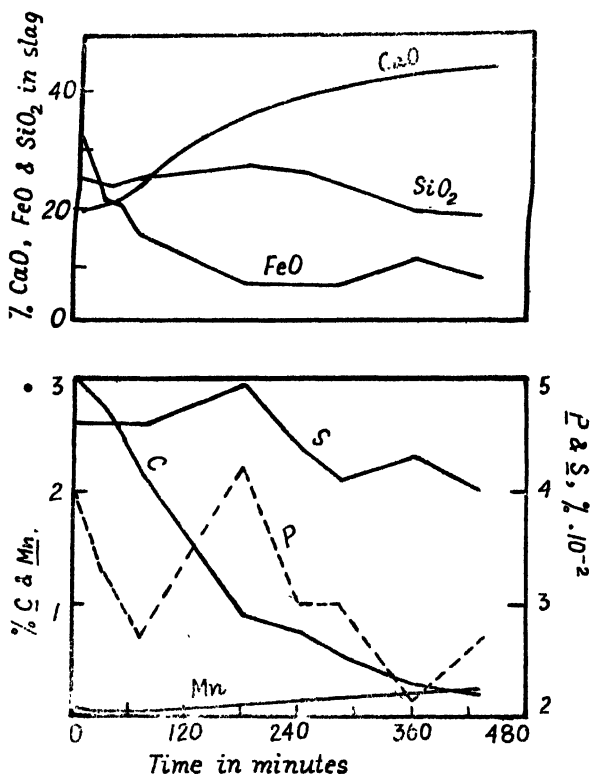 % CaO, FeO & SiO₂ in slag
40
20
0
CaO
SiO₂
FeO
% C & Mn.
3
2
1
5
4
3
2
P & S, % .10⁻²
S
C
P
Mn
0 120 240 360 480
Time in minutes